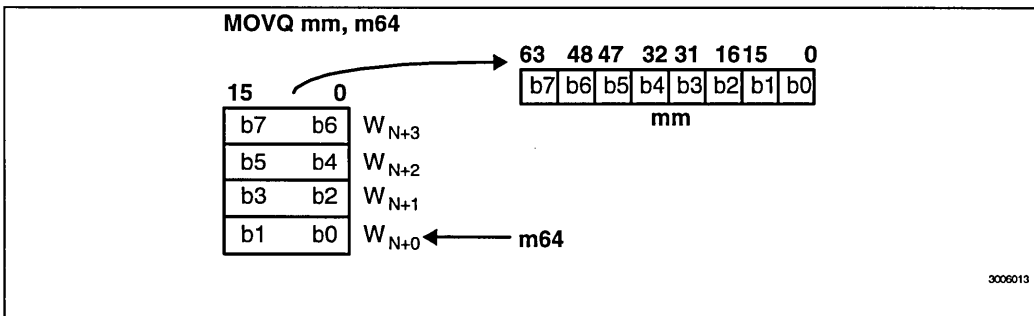 MOVQ mm, m64
63 48 47 32 31 16 15 0
b7 b6 b5 b4 b3 b2 b1 b0
mm
15 0
b7 b6 W N+3
b5 b4 W N+2
b3 b2 W N+1
b1 b0 W N+0 m64
3006013